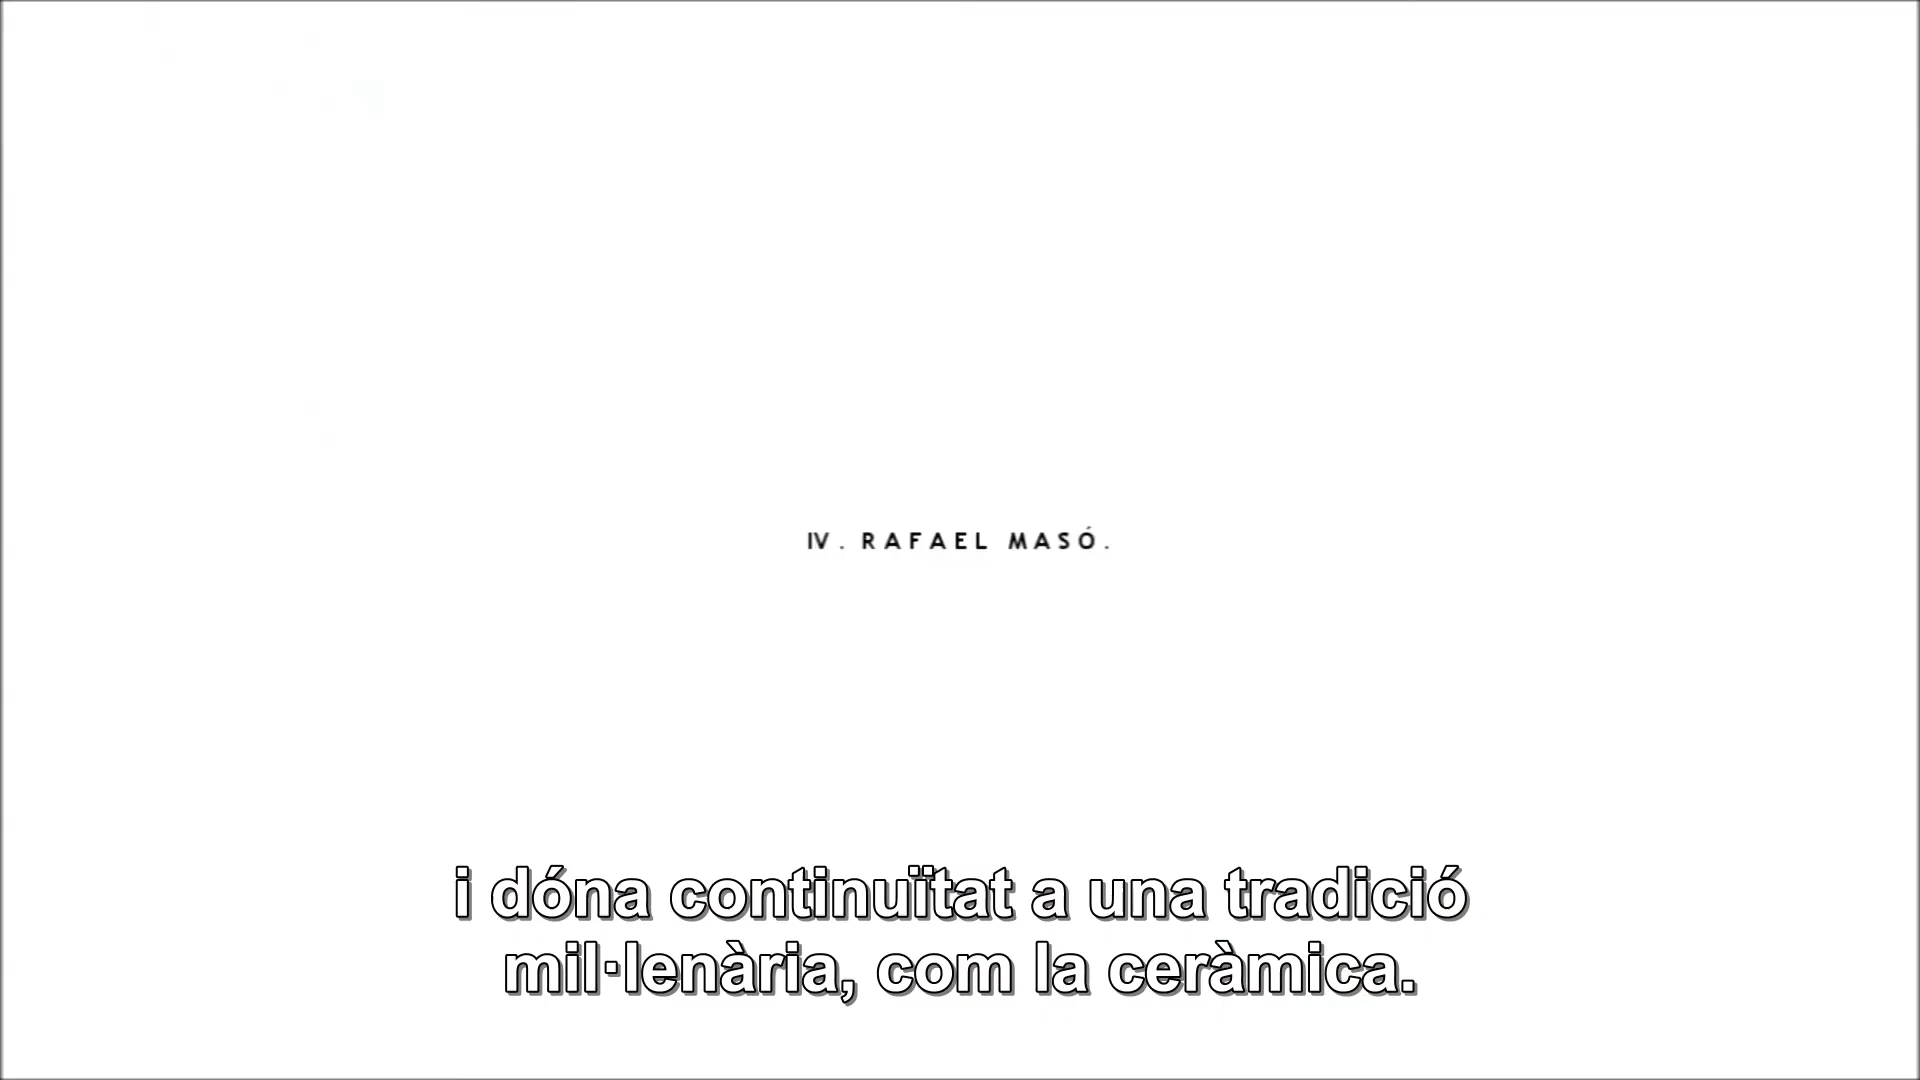 IV. RAFAEL MASÓ.
i dóna continuïtat a una tradició
mil·lenària, com la ceràmica.